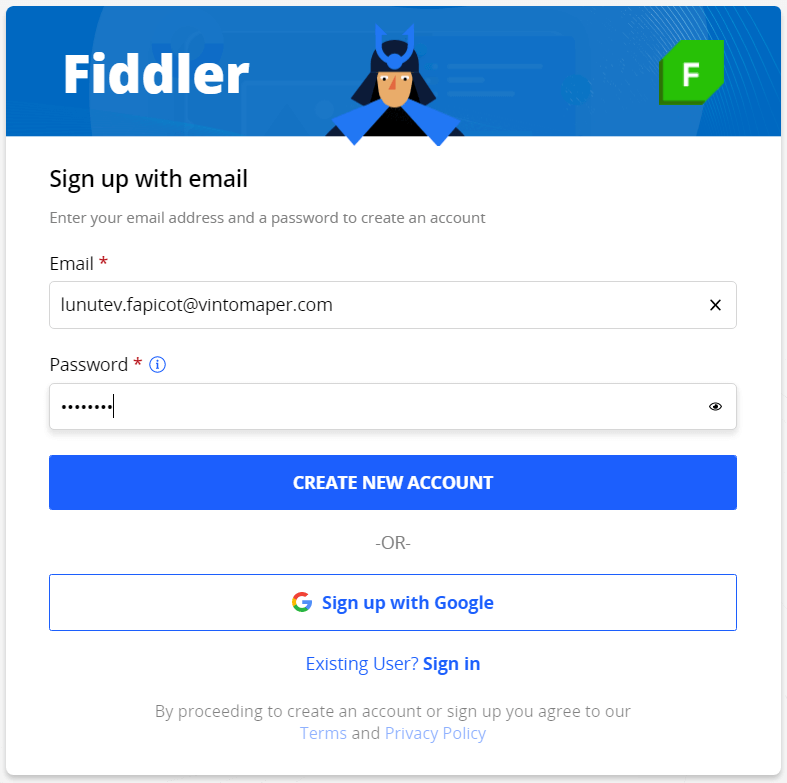 Fiddler
F
Sign up with email
Enter your email address and a password to create an account
Email *
lunutev.fapicot@vintomaper.com
Password *
••••••••
CREATE NEW ACCOUNT
-OR-
Sign up with Google
Existing User? Sign in
By proceeding to create an account or sign up you agree to our
Terms and Privacy Policy